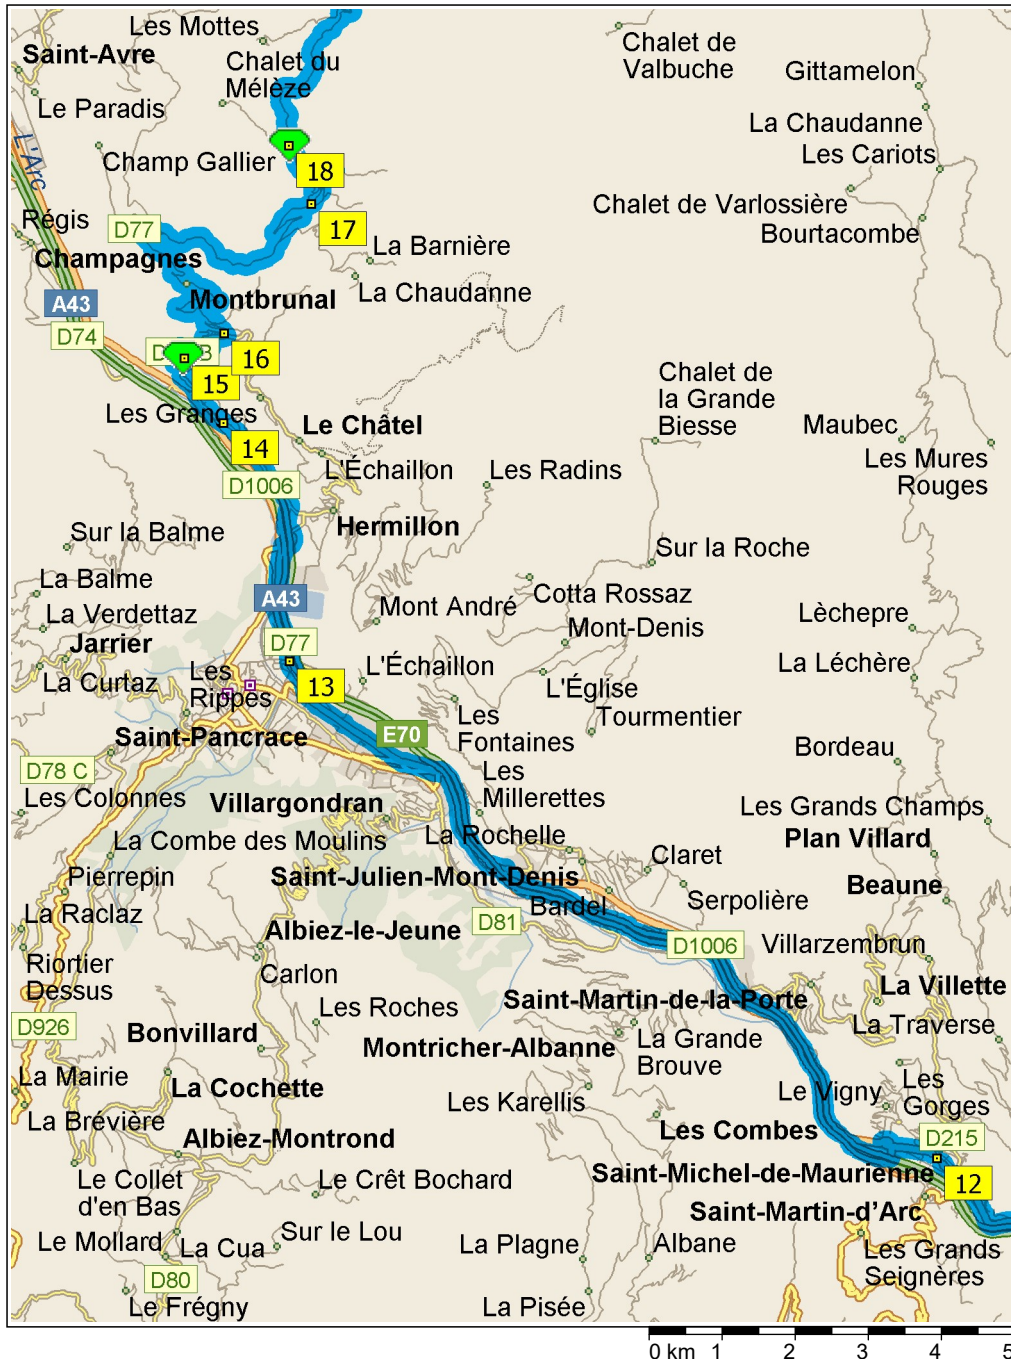 Les Mottes
Saint-Avre
Chalet du
Mélèze
Chalet de
Valbuche
Gittamelon
Le Paradis
L'Arc
La Chaudanne
Les Cariots
Champ Gallier
18
Chalet de Varlossière
Bourtacombe
Régis
D77
17
La Barnière
Champagnes
Montbrunal
La Chaudanne
A43
D74
16
15
Les Granges
14
Le Châtel
Chalet de
la Grande
Biesse
Maubec
Les Mures
Rouges
L'Échaillon
Les Radins
D1006
Hermillon
Sur la Balme
Sur la Roche
La Balme
A43
Mont André
Cotta Rossaz
La Verdettaz
Mont-Denis
Lèchepre
Jarrier
D77
La Curtaz
Les
Rippes
13
L'Échaillon
L'Église
La Léchère
Tourmentier
Saint-Pancrace
E70
Les
Fontaines
Bordeau
D78 C
Les
Millerettes
Les Colonnes
Villargondran
Les Grands Champs
La Combe des Moulins
La Rochelle
Plan Villard
Claret
Pierrepin
Saint-Julien-Mont-Denis
Beaune
Bardel
Serpolière
La Raclaz
D81
Albiez-le-Jeune
D1006
Villarzembrun
Riortier
Dessus
Carlon
La Villette
Les Roches
Saint-Martin-de-la-Porte
D926
Bonvillard
Montricher-Albanne
La Grande
Brouve
La Traverse
La Mairie
La Cochette
Les Karellis
Le Vigny
Les
Gorges
La Brévière
Albiez-Montrond
Les Combes
D215
Le Collet
d'en Bas
Le Crêt Bochard
Saint-Michel-de-Maurienne
12
Saint-Martin-d'Arc
Le Mollard
La Cua
Sur le Lou
La Plagne
Albane
Les Grands
Seignères
D80
Le Frégny
La Pisée
0 km 1 2 3 4 5